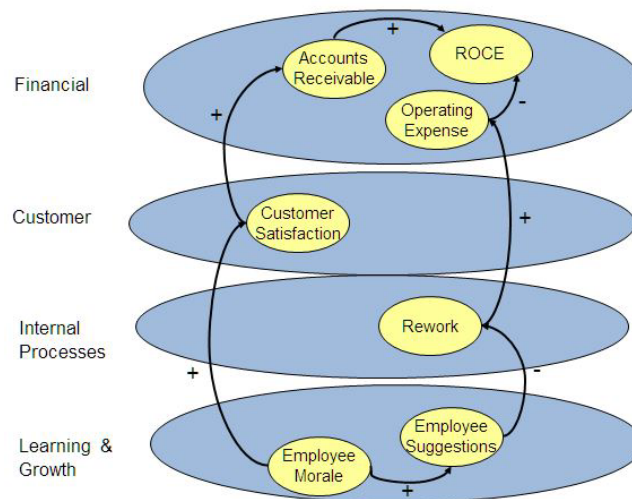 +
Accounts
Receivable
ROCE
Financial
Operating
Expense
-
+
Customer
Customer
Satisfaction
+
Internal
Processes
Rework
+
-
Learning &
Growth
Employee
Suggestions
Employee
Morale
+